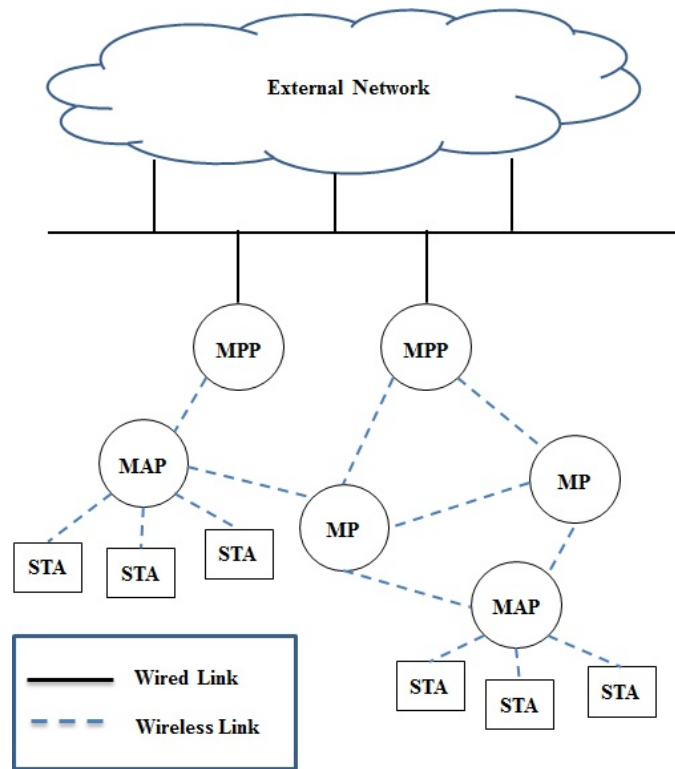 External Network
MPP
MPP
MAP
MP
MP
STA
STA
STA
MAP
STA
STA
STA
Wired Link
Wireless Link